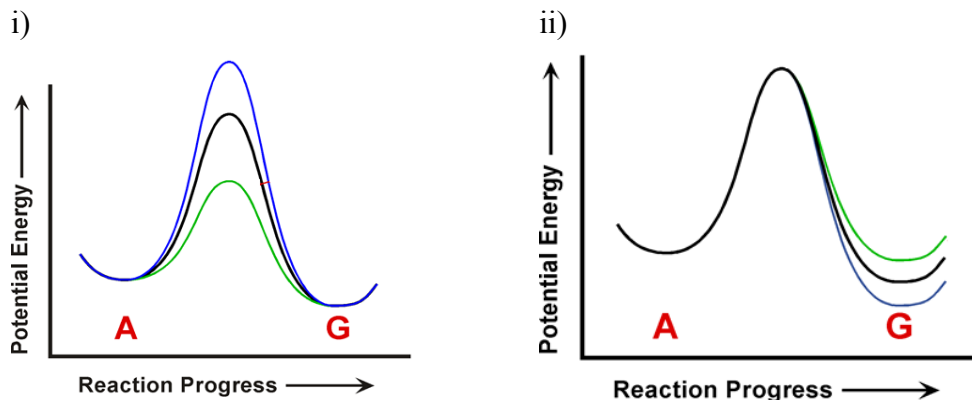 i)
Potential Energy
A
G
Reaction Progress
ii)
Potential Energy
A
G
Reaction Progress